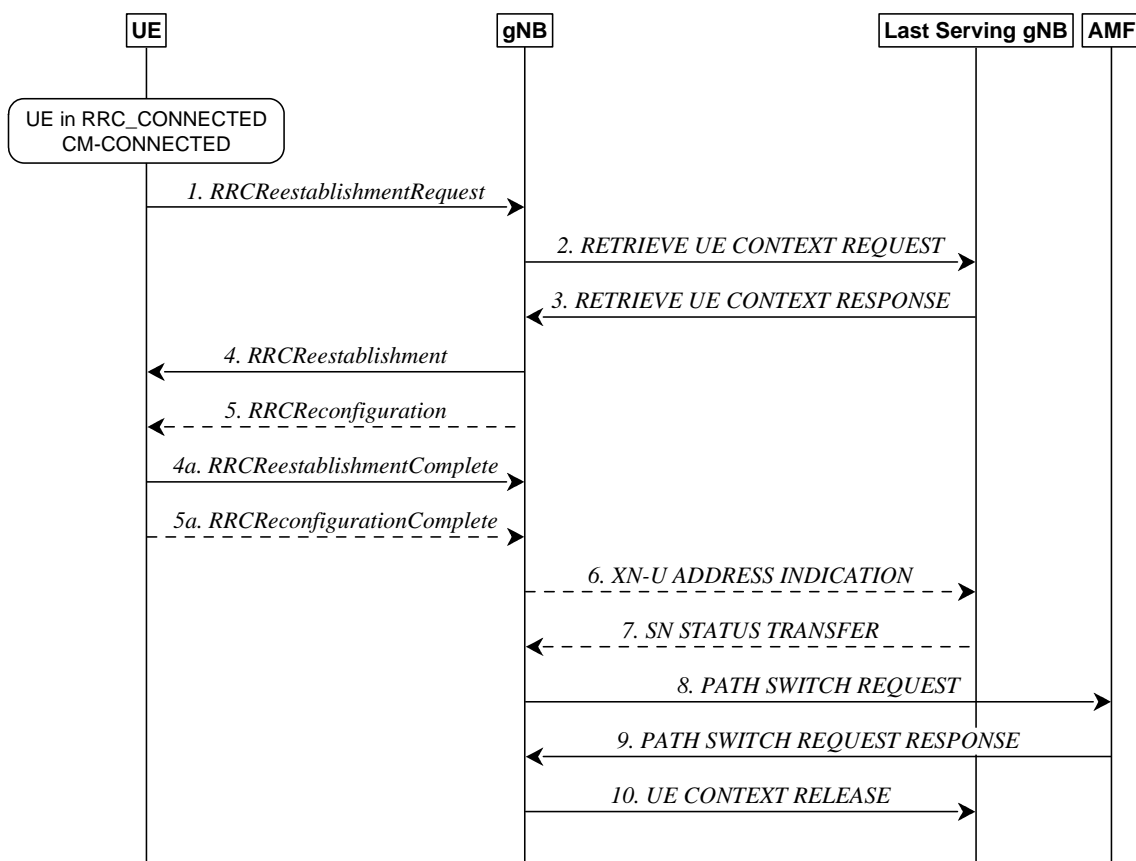 UE
gNB
Last Serving gNB
AMF
UE in RRC_CONNECTED
CM-CONNECTED
1. RRCReestablishmentRequest
2. RETRIEVE UE CONTEXT REQUEST
3. RETRIEVE UE CONTEXT RESPONSE
4. RRCReestablishment
5. RRCReconfiguration
4a. RRCReestablishmentComplete
5a. RRCReconfigurationComplete
6. XN-U ADDRESS INDICATION
7. SN STATUS TRANSFER
8. PATH SWITCH REQUEST
9. PATH SWITCH REQUEST RESPONSE
10. UE CONTEXT RELEASE